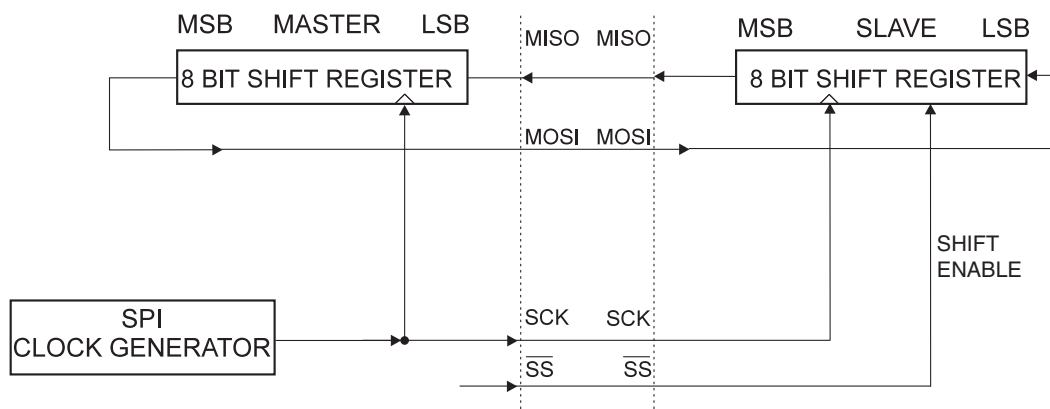 MSB MASTER LSB
MISO MISO
MSB SLAVE LSB
8 BIT SHIFT REGISTER
8 BIT SHIFT REGISTER
MOSI MOSI
SHIFT
ENABLE
SPI
CLOCK GENERATOR
SCK SCK
SS SS